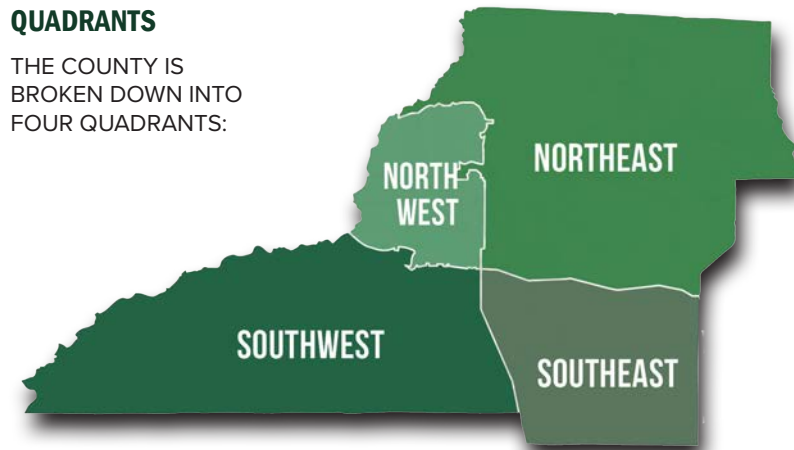 QUADRANTS
THE COUNTY IS
BROKEN DOWN INTO
FOUR QUADRANTS:
NORTHEAST
NORTH
WEST
SOUTHWEST
SOUTHEAST